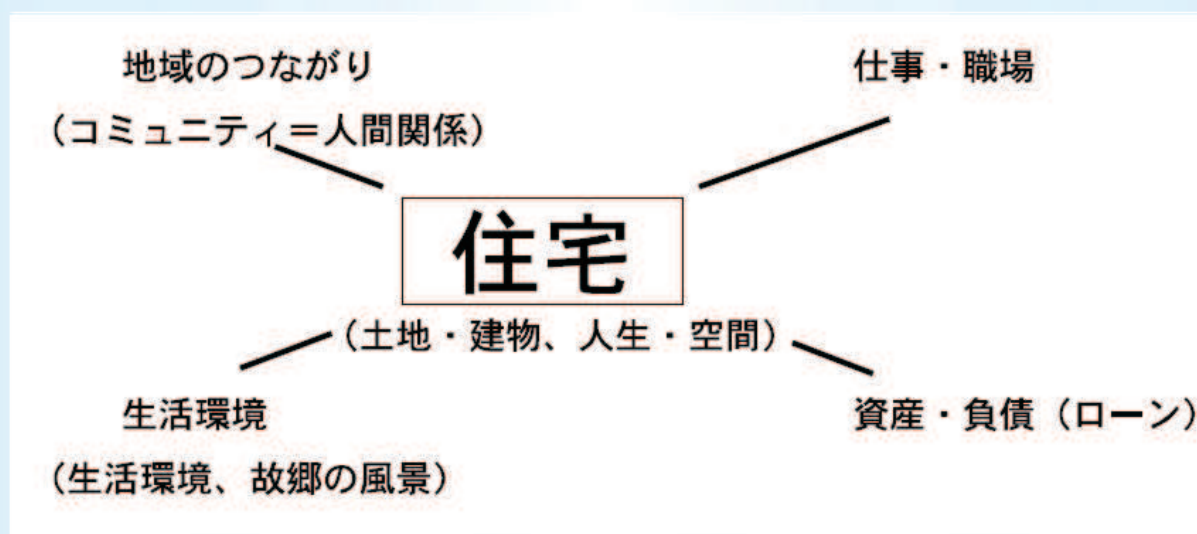 地域のつながり
(コミュニティ=人間関係)
仕事・職場
住宅
(土地・建物、人生・空間)
生活環境
(生活環境、故郷の風景)
資産・負債(ローン)